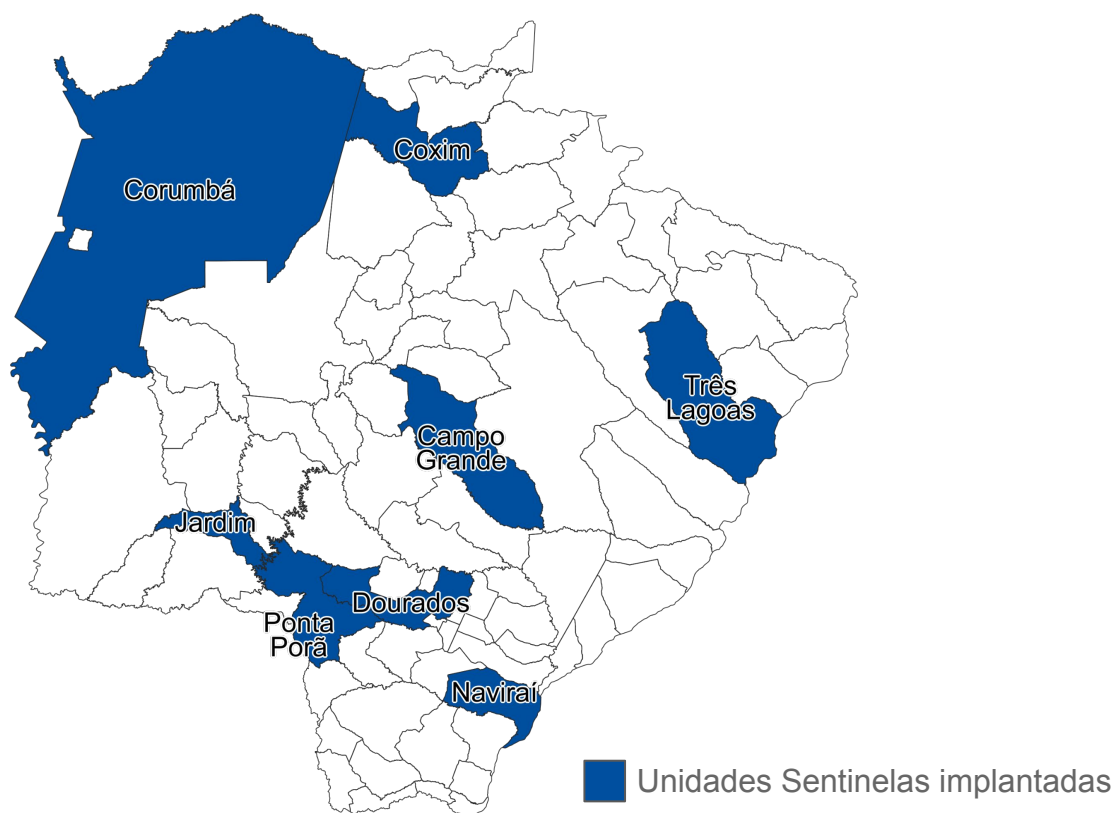 Coxim
Corumbá
Três
Lagoas
Campo
Grande
Jardim
Dourados
Ponta
Porã
Naviraí
Unidades Sentinelas implantadas